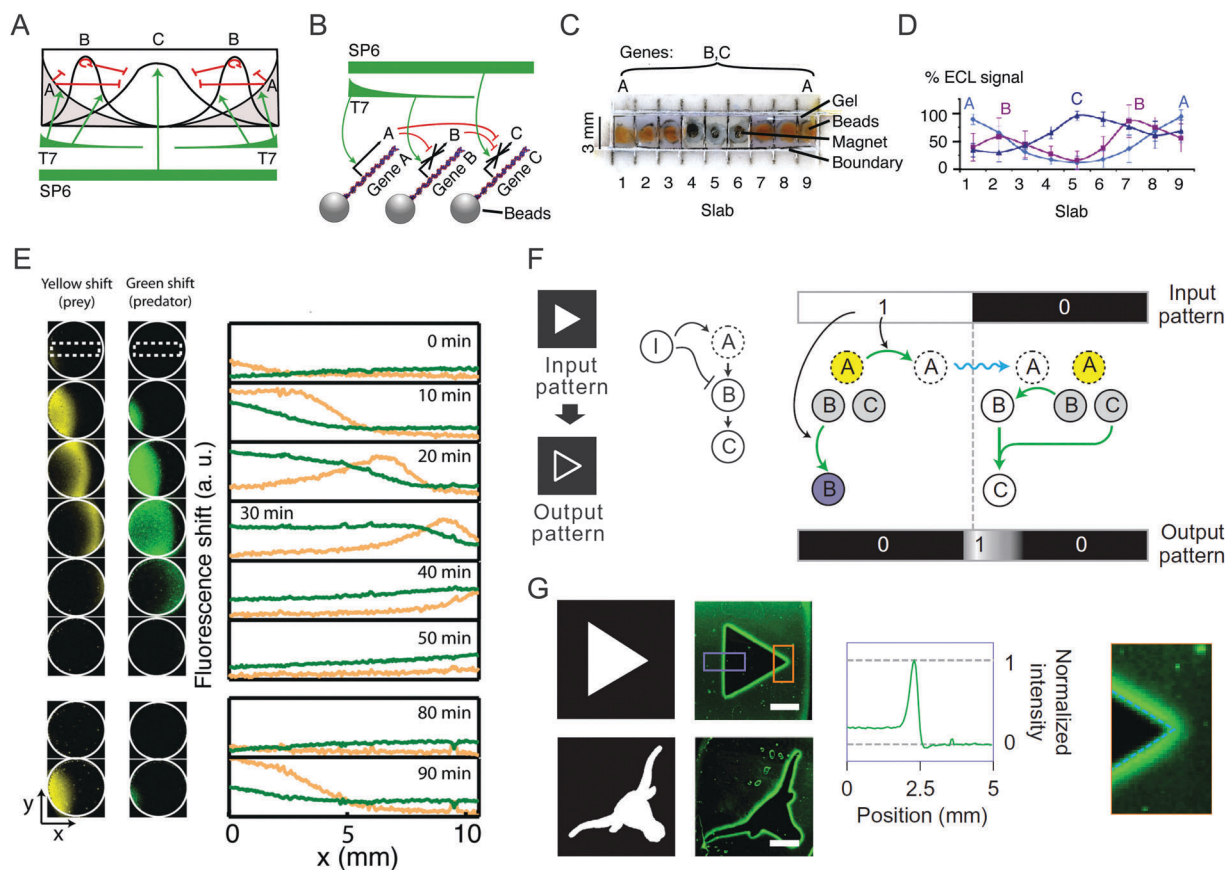 A
B
C
B
A
A
T7
T7
SP6
B
SP6
T7
A
B
C
Gene A
Gene B
Gene C
Beads
C
Genes:
B,C
A
A
Gel
Beads
Magnet
Boundary
3 mm
1 2 3 4 5 6 7 8 9
Slab
D
% ECL signal
A
B
C
B
A
100
50
0
1 2 3 4 5 6 7 8 9
Slab
E
Yellow shift
(prey)
Green shift
(predator)
Fluorescence shift (a. u.)
0 min
10 min
20 min
30 min
40 min
50 min
80 min
90 min
0 5 10
x (mm)
y
x
F
Input
pattern
Output
pattern
I
A
B
C
1
0
Input
pattern
A
A
A
A
B
C
B
B
C
B
C
0
1
0
Output
pattern
G
1
0
Normalized
intensity
0
2.5
5
Position (mm)